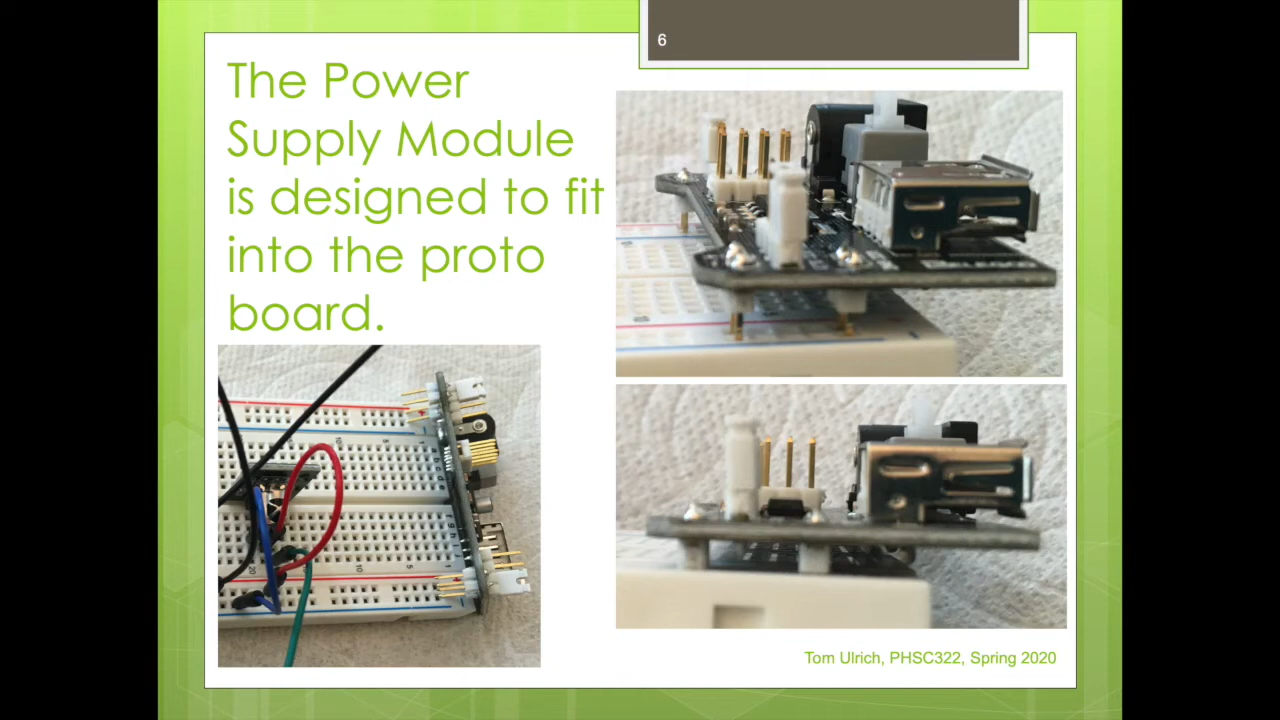 6
The Power
Supply Module
is designed to fit
into the proto
board.
Tom Ulrich, PHSC322, Spring 2020